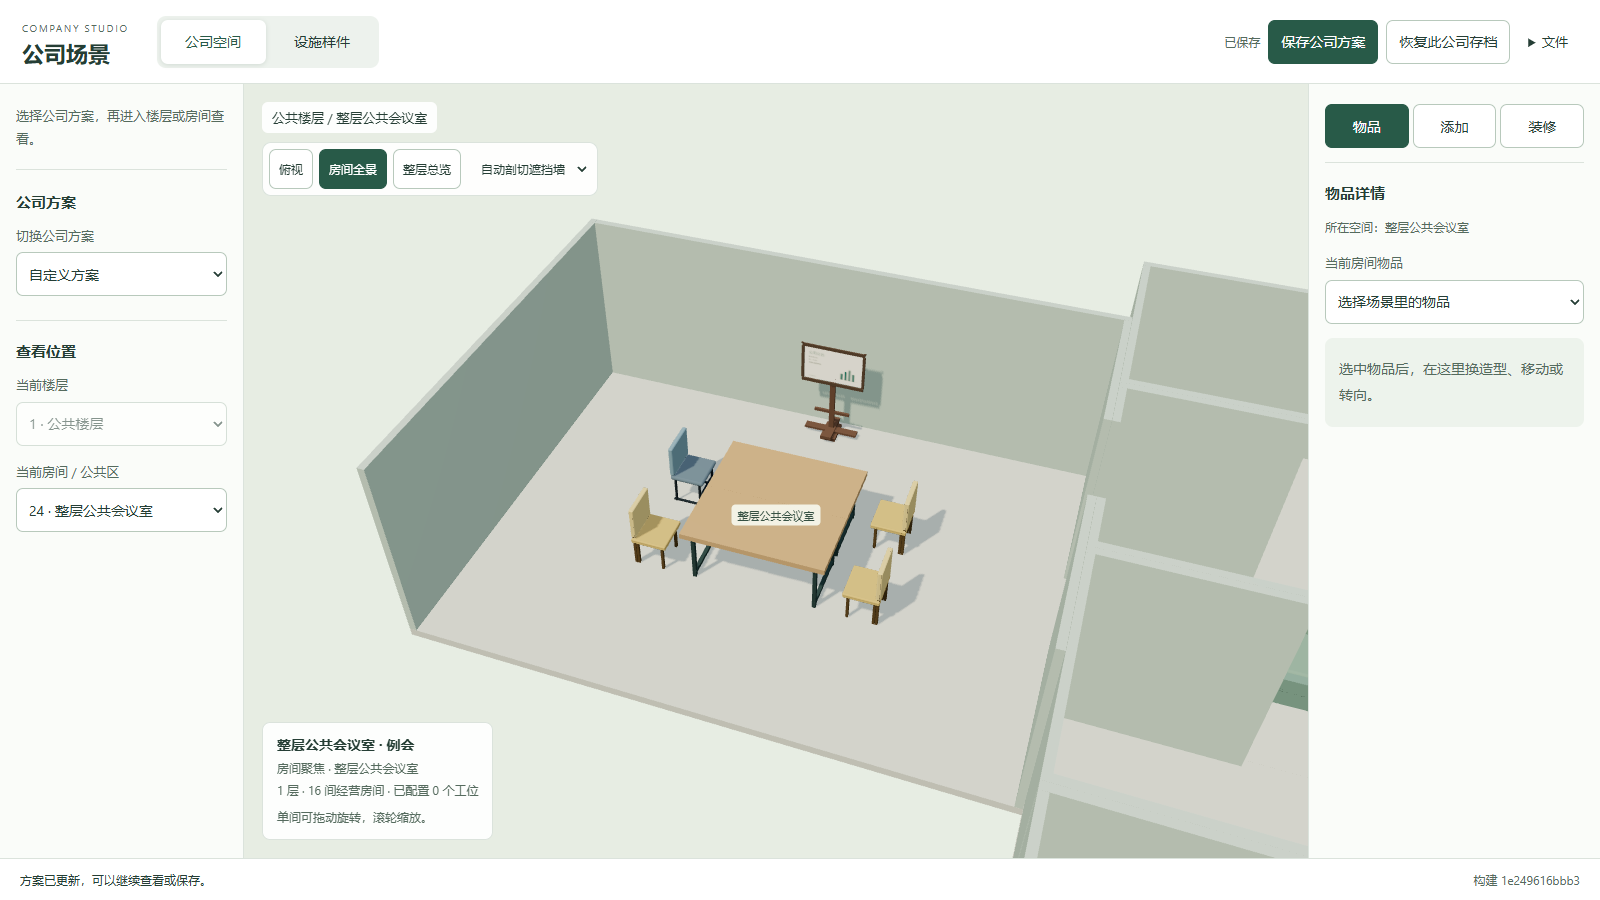 COMPANY STUDIO
公司场景
公司空间
设施样件
已保存
保存公司方案
恢复此公司存档
▶ 文件
选择公司方案，再进入楼层或房间查
看。
公司方案
切换公司方案
自定义方案
查看位置
当前楼层
1 · 公共楼层
当前房间 / 公共区
24 · 整层公共会议室
公共楼层 / 整层公共会议室
俯视
房间全景
整层总览
自动剖切遮挡墙
整层公共会议室
整层公共会议室 · 例会
房间聚焦 · 整层公共会议室
1 层 · 16 间经营房间 · 已配置 0 个工位
单间可拖动旋转，滚轮缩放。
物品
添加
装修
物品详情
所在空间：整层公共会议室
当前房间物品
选择场景里的物品
选中物品后，在这里换造型、移动或
转向。
方案已更新，可以继续查看或保存。
构建 1e249616bbb3